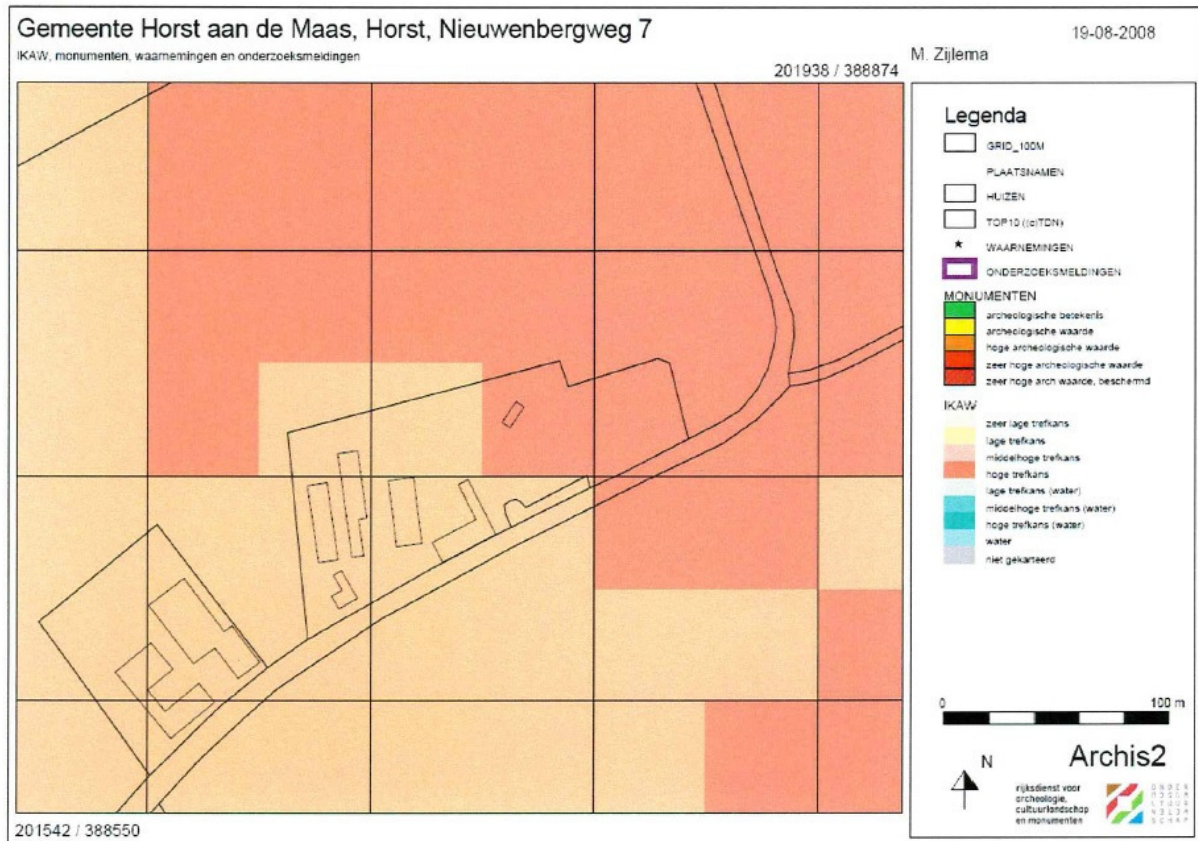 Gemeente Horst aan de Maas, Horst, Nieuwenbergweg 7
19-08-2008
IKAW, monumenten, waarnemingen en onderzoeksmeldingen
M. Zijlema
201938 / 388874
Legenda
GRID_100M
PLAATSNAMEN
HUIZEN
TOP10 ((c)TDN)
WAARNEMINGEN
ONDERZOEKSMELDINGEN
MONUMENTEN
archeologische betekenis
archeologische waarde
hoge archeologische waarde
zeer hoge archeologische waarde
zeer hoge arch waarde, beschermd
IKAW
zeer lage trefkans
lage trefkans
middelhoge trefkans
hoge trefkans
lage trefkans (water)
middelhoge trefkans (water)
hoge trefkans (water)
water
niet gekarteerd
0 100 m
N
Archis2
rijksdienst voor
archeologie,
cultuurlandschap
en monumenten
201542 / 388550